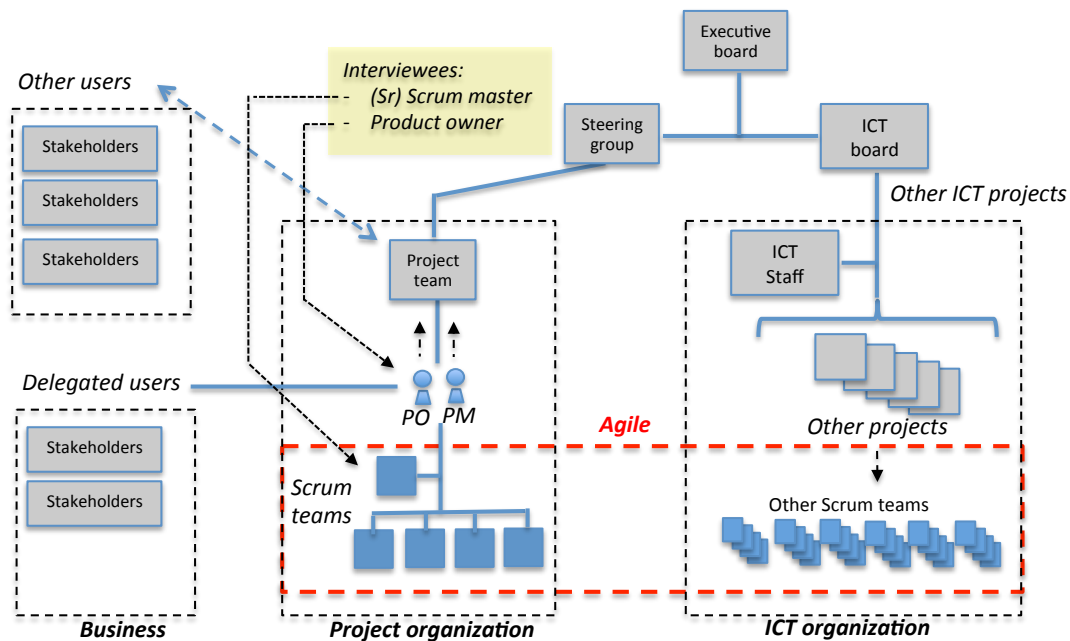 Executive
board
Other users
Interviewees:
- (Sr) Scrum master
- Product owner
Steering
group
ICT
board
Stakeholders
Stakeholders
Stakeholders
Other ICT projects
Project
team
ICT
Staff
Delegated users
PO
PM
Agile
Other projects
Stakeholders
Stakeholders
Scrum
teams
Other Scrum teams
Business
Project organization
ICT organization